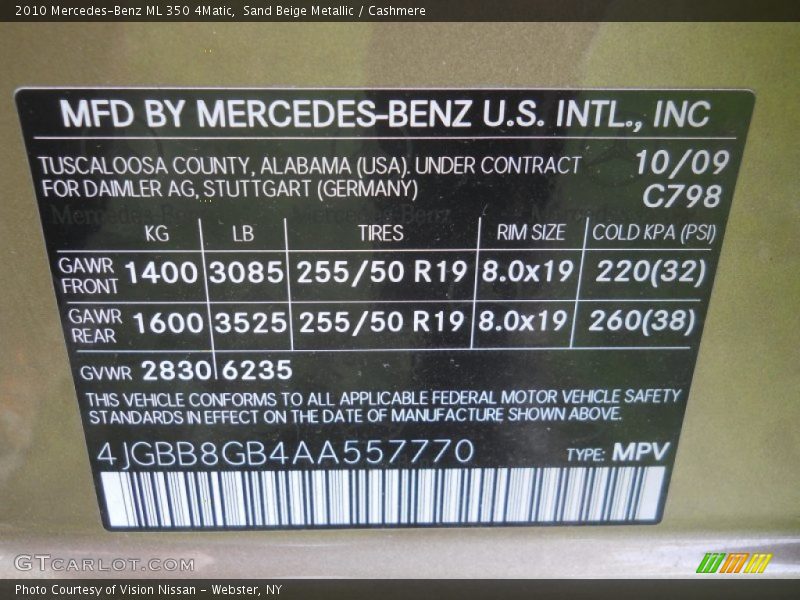 2010 Mercedes-Benz ML 350 4Matic, Sand Beige Metallic / Cashmere
MFD BY MERCEDES-BENZ U.S. INTL., INC
TUSCALOOSA COUNTY, ALABAMA (USA). UNDER CONTRACT 10/09
FOR DAIMLER AG, STUTTGART (GERMANY) C798
KG LB TIRES RIM SIZE COLD KPA (PSI)
GAWR FRONT 1400 3085 255/50 R19 8.0x19 220(32)
GAWR REAR 1600 3525 255/50 R19 8.0x19 260(38)
GVWR 2830 6235
THIS VEHICLE CONFORMS TO ALL APPLICABLE FEDERAL MOTOR VEHICLE SAFETY
STANDARDS IN EFFECT ON THE DATE OF MANUFACTURE SHOWN ABOVE.
4JGBB8GB4AA557770 TYPE: MPV
GTCARLOT.COM
Photo Courtesy of Vision Nissan - Webster, NY